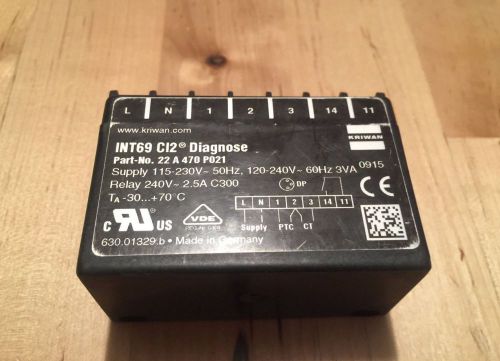 L N 1 2 3 14 11
www.kriwan.com
KRIWAN
INT69 CI2® Diagnose
Part-No. 22 A 470 P021
Supply 115-230V~ 50Hz, 120-240V~ 60Hz 3VA 0915
Relay 240V~ 2.5A C300
TA -30...+70°C
DP
L N 1 2 3 14 11
Supply PTC CT
C RU US
VDE
CE
630.01329.b • Made in Germany